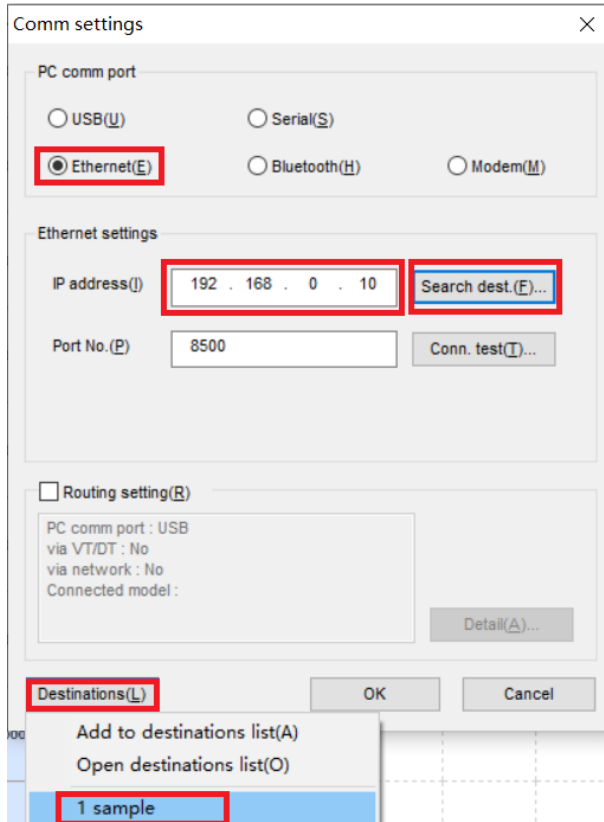 Comm settings
PC comm port
USB(U) Serial(S)
Ethernet(E) Bluetooth(H) Modem(M)
Ethernet settings
IP address(I) 192 . 168 . 0 . 10 Search dest.(F)...
Port No.(P) 8500 Conn. test(T)...
Routing setting(R)
PC comm port : USB
via VT/DT : No
via network : No
Connected model :
Detail(A)...
Destinations(L) OK Cancel
Add to destinations list(A)
Open destinations list(O)
1 sample